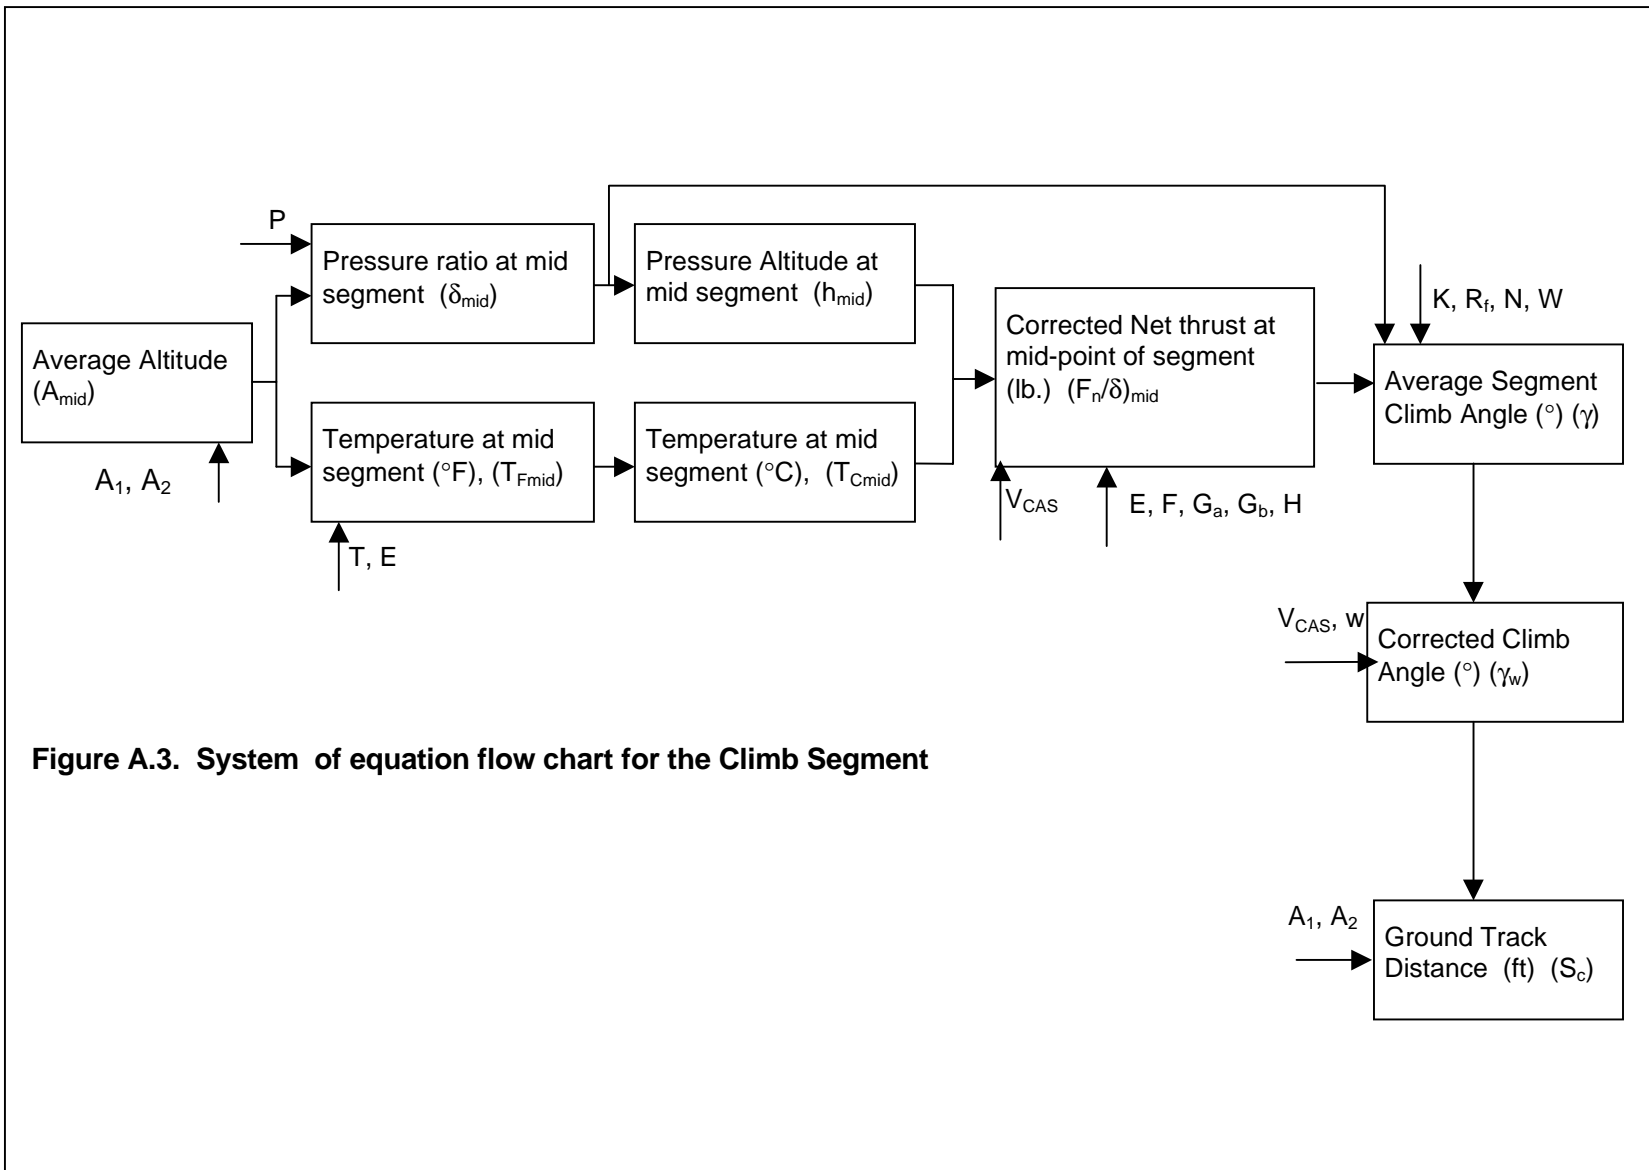 P
Pressure ratio at mid
segment (δmid)
Pressure Altitude at
mid segment (hmid)
K, Rf, N, W
Average Altitude
(Amid)
Corrected Net thrust at
mid-point of segment
(lb.) (Fn/δ)mid
Average Segment
Climb Angle (°) (γ)
A1, A2
Temperature at mid
segment (°F), (TFmid)
Temperature at mid
segment (°C), (TCmid)
VCAS
E, F, Ga, Gb, H
T, E
VCAS, w
Corrected Climb
Angle (°) (γw)
Figure A.3. System of equation flow chart for the Climb Segment
A1, A2
Ground Track
Distance (ft) (Sc)